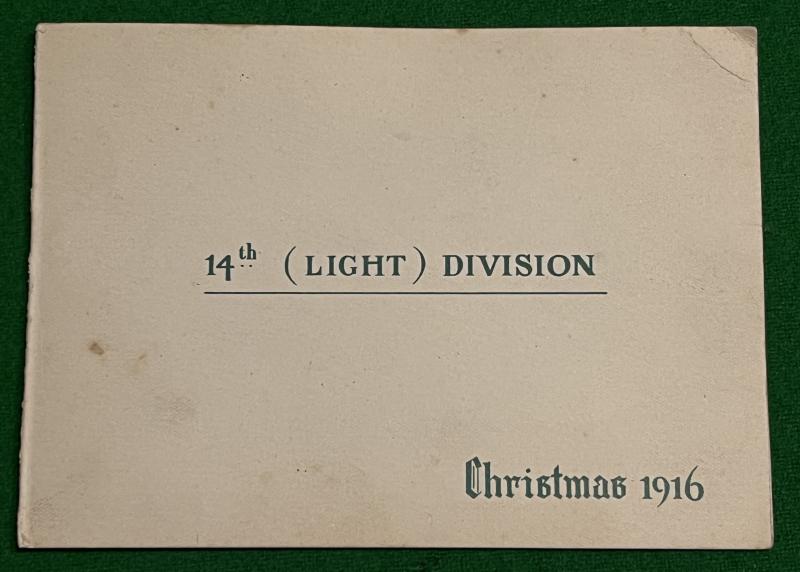 14th (LIGHT) DIVISION
Christmas 1916